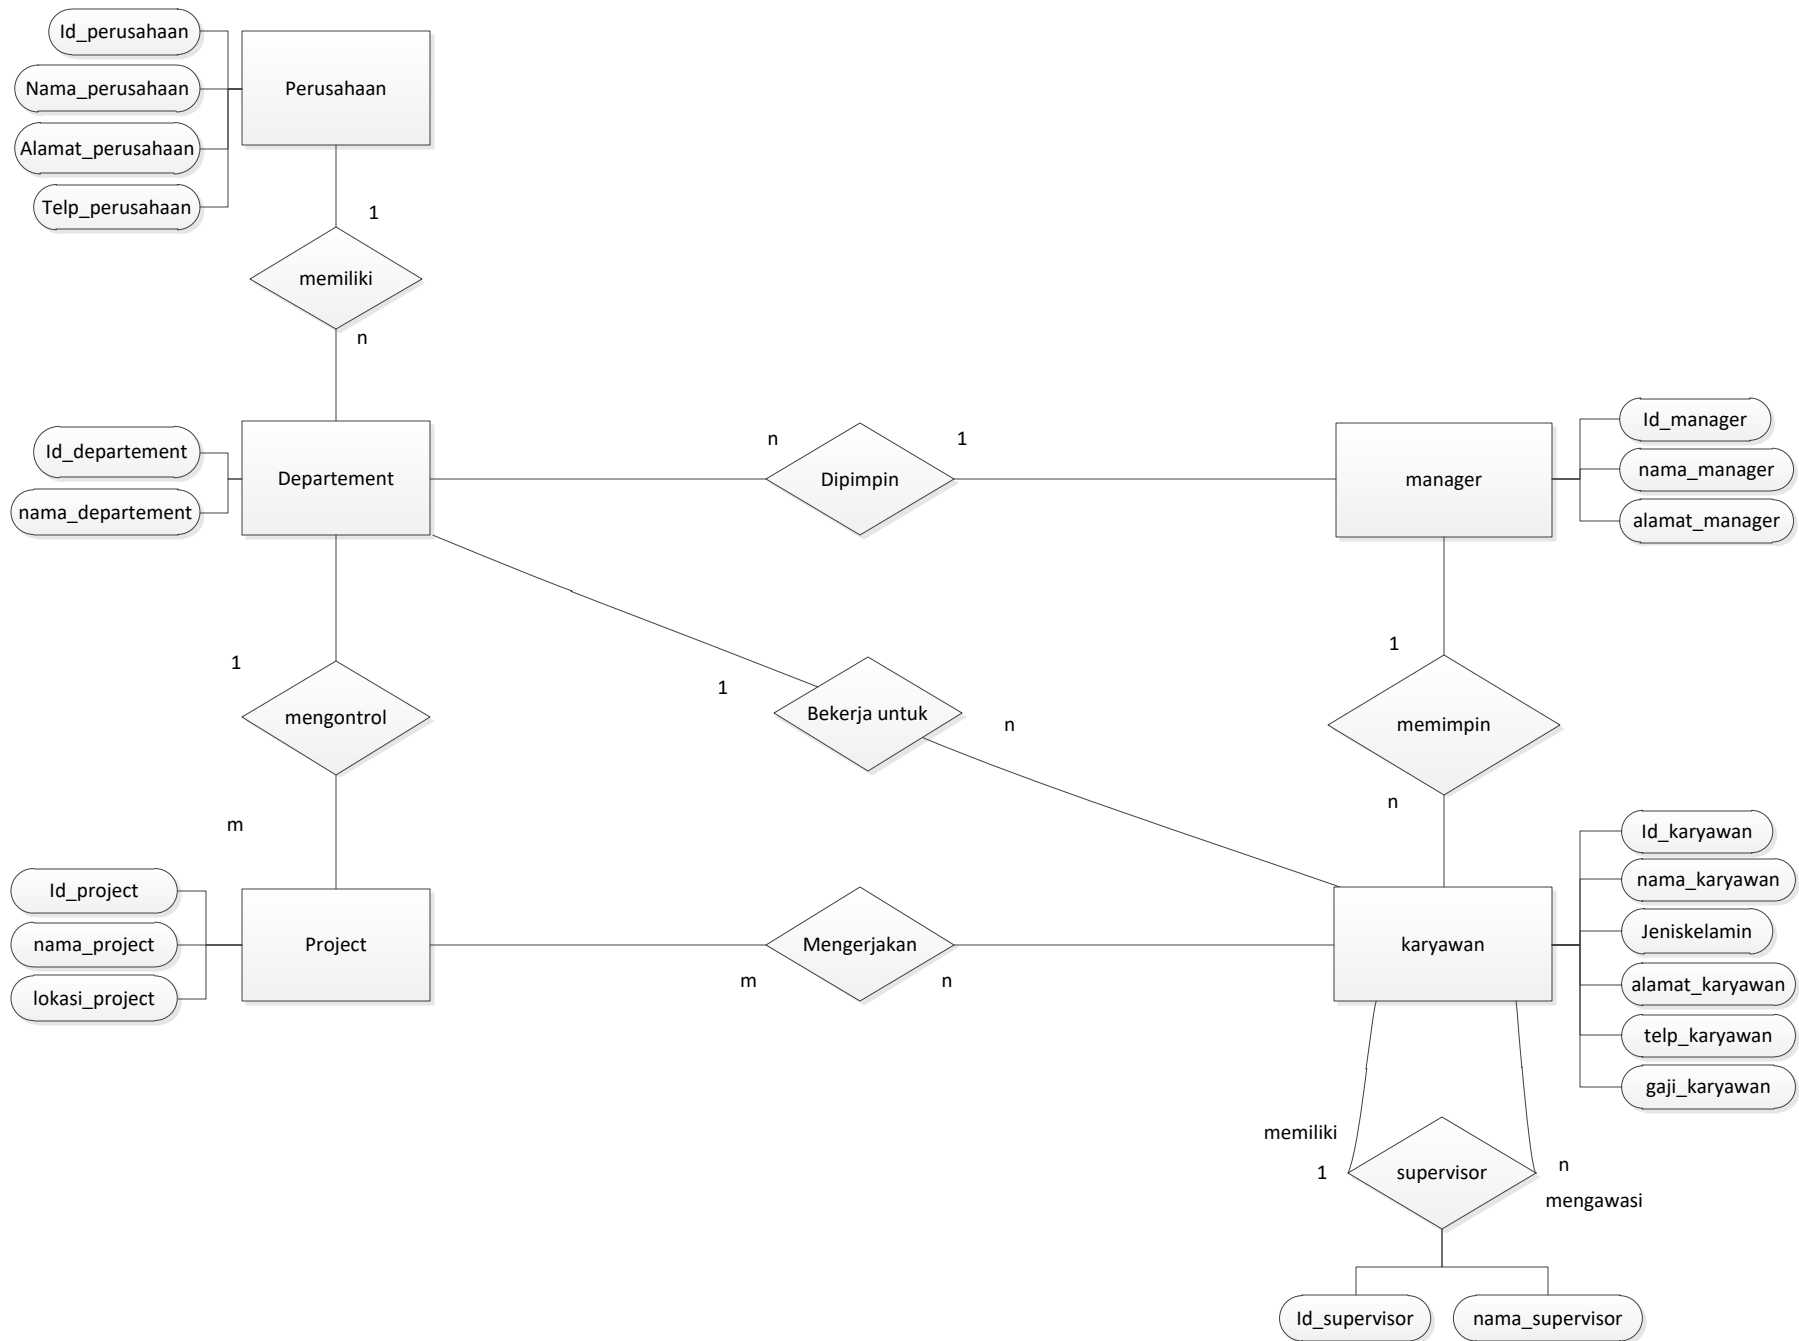 Id_perusahaan
Nama_perusahaan
Perusahaan
Alamat_perusahaan
Telp_perusahaan
1
memiliki
n
Id_departement
nama_departement
Departement
n
Dipimpin
1
manager
Id_manager
nama_manager
alamat_manager
1
mengontrol
m
1
Bekerja untuk
n
1
memimpin
n
Id_project
nama_project
lokasi_project
Project
m
Mengerjakan
n
karyawan
Id_karyawan
nama_karyawan
Jeniskelamin
alamat_karyawan
telp_karyawan
gaji_karyawan
memiliki
1
supervisor
n
mengawasi
Id_supervisor
nama_supervisor